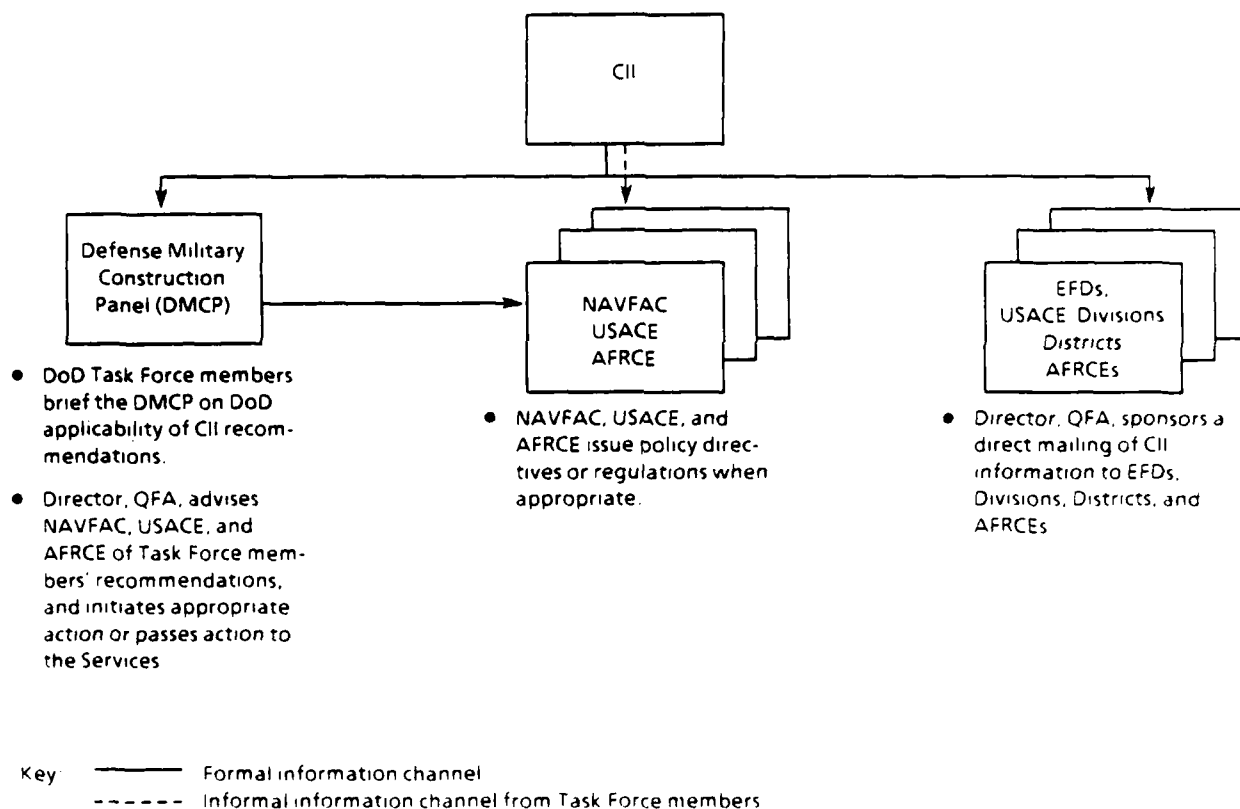 CII
Defense Military
Construction
Panel (DMCP)
NAVFAC
USACE
AFRCE
EFDs,
USACE Divisions
Districts
AFRCEs
● DoD Task Force members
brief the DMCP on DoD
applicability of CII recom-
mendations.
● Director, QFA, advises
NAVFAC, USACE, and
AFRCE of Task Force mem-
bers' recommendations,
and initiates appropriate
action or passes action to
the Services
● NAVFAC, USACE, and
AFRCE issue policy direc-
tives or regulations when
appropriate.
● Director, QFA, sponsors a
direct mailing of CII
information to EFDs,
Divisions, Districts, and
AFRCEs
Key
Formal information channel
Informal information channel from Task Force members